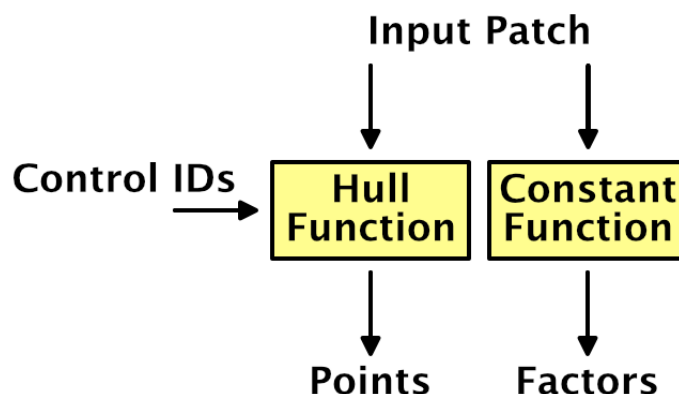 Input Patch
Control IDs
Hull
Function
Constant
Function
Points
Factors